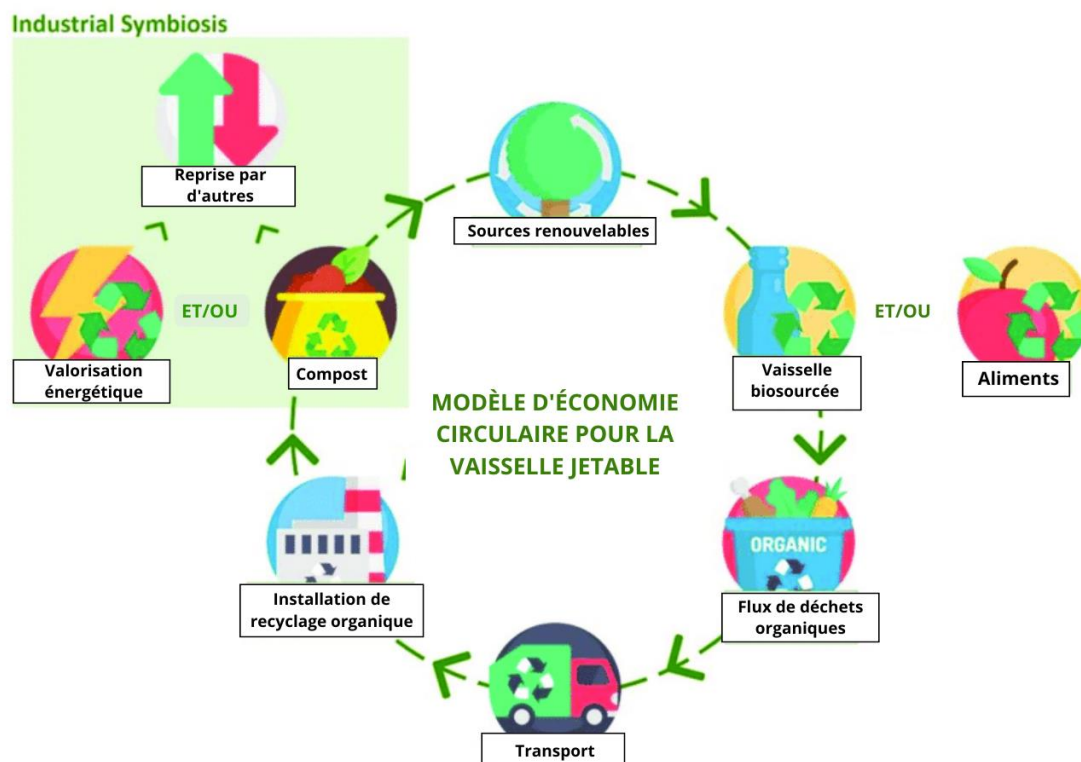 Industrial Symbiosis
Reprise par
d'autres
Sources renouvelables
ET/OU
ET/OU
Valorisation
énergétique
Compost
Vaisselle
biosourcée
Aliments
MODÈLE D'ÉCONOMIE
CIRCULAIRE POUR LA
VAISSELLE JETABLE
ORGANIC
Installation de
recyclage organique
Flux de déchets
organiques
Transport